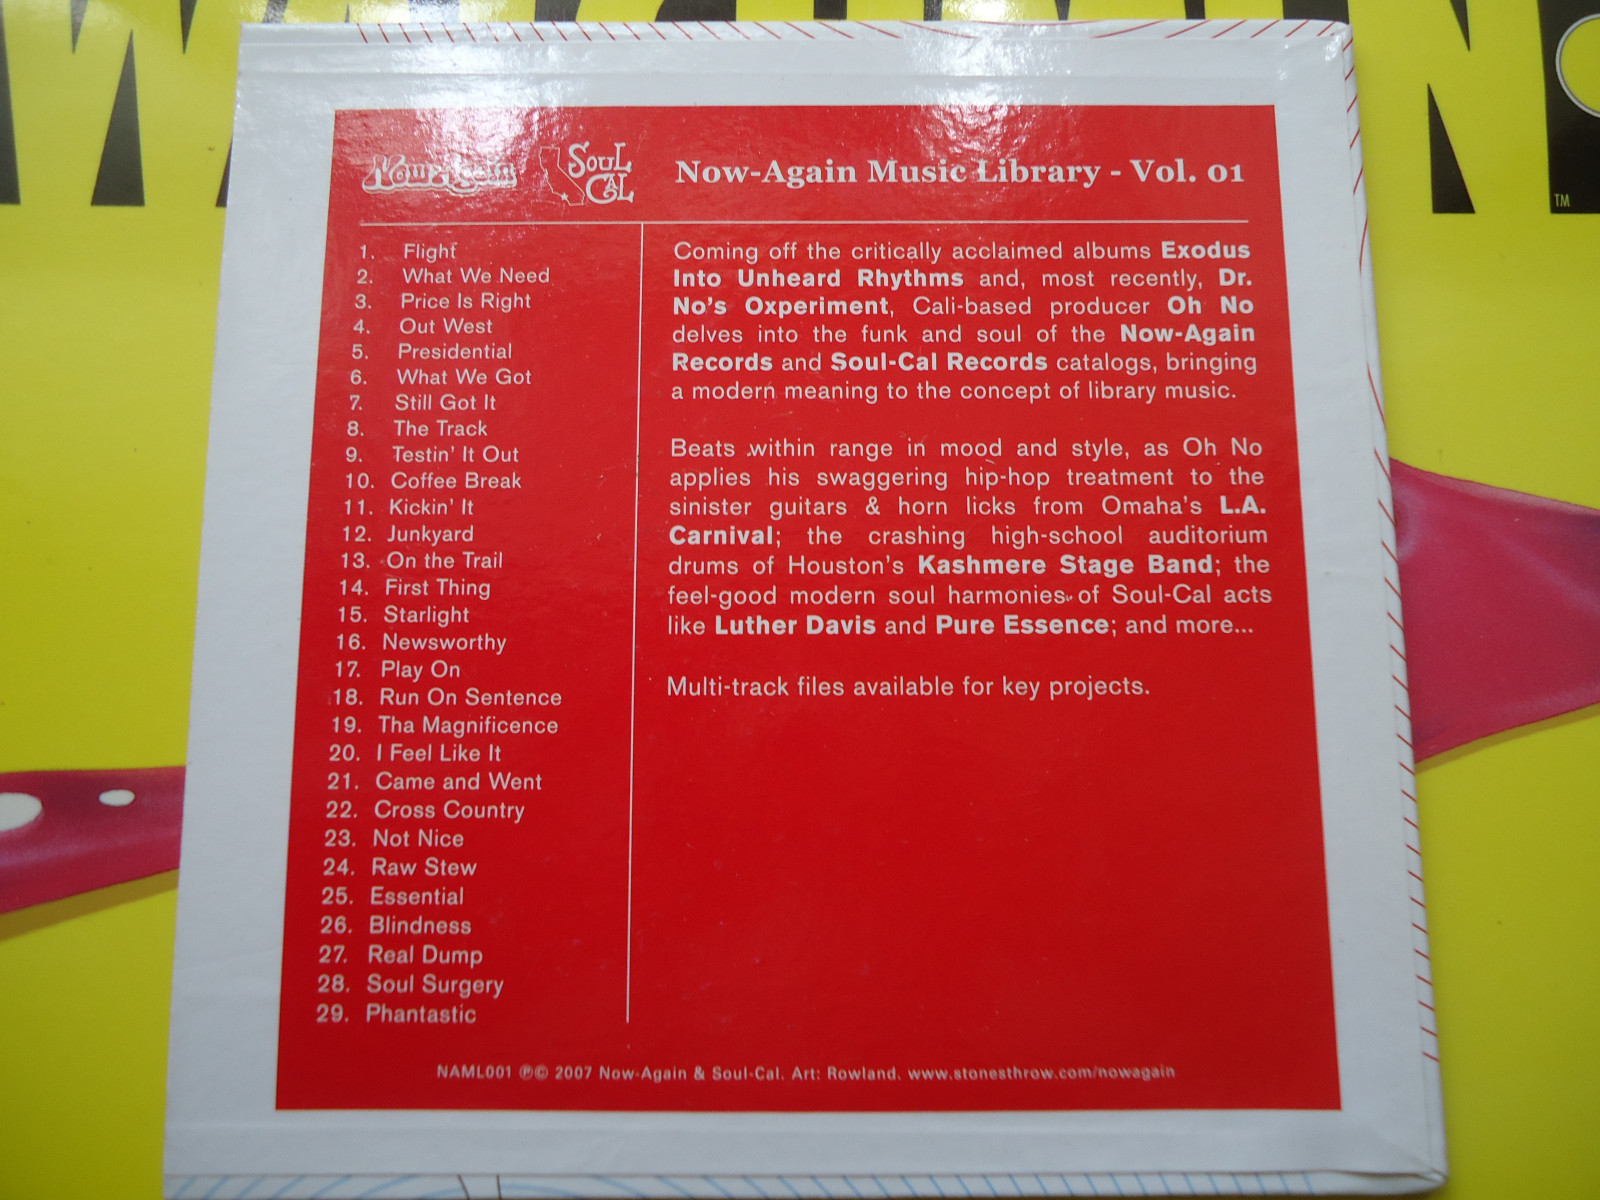 Now-Again
SOUL
CAL
Now-Again Music Library - Vol. 01
1. Flight
2. What We Need
3. Price Is Right
4. Out West
5. Presidential
6. What We Got
7. Still Got It
8. The Track
9. Testin' It Out
10. Coffee Break
11. Kickin' It
12. Junkyard
13. On the Trail
14. First Thing
15. Starlight
16. Newsworthy
17. Play On
18. Run On Sentence
19. Tha Magnificence
20. I Feel Like It
21. Came and Went
22. Cross Country
23. Not Nice
24. Raw Stew
25. Essential
26. Blindness
27. Real Dump
28. Soul Surgery
29. Phantastic
Coming off the critically acclaimed albums Exodus
Into Unheard Rhythms and, most recently, Dr.
No's Oxperiment, Cali-based producer Oh No
delves into the funk and soul of the Now-Again
Records and Soul-Cal Records catalogs, bringing
a modern meaning to the concept of library music.
Beats within range in mood and style, as Oh No
applies his swaggering hip-hop treatment to the
sinister guitars & horn licks from Omaha's L.A.
Carnival; the crashing high-school auditorium
drums of Houston's Kashmere Stage Band; the
feel-good modern soul harmonies of Soul-Cal acts
like Luther Davis and Pure Essence; and more...
Multi-track files available for key projects.
NAML001 ℗© 2007 Now-Again & Soul-Cal. Art: Rowland. www.stonesthrow.com/nowagain
TM